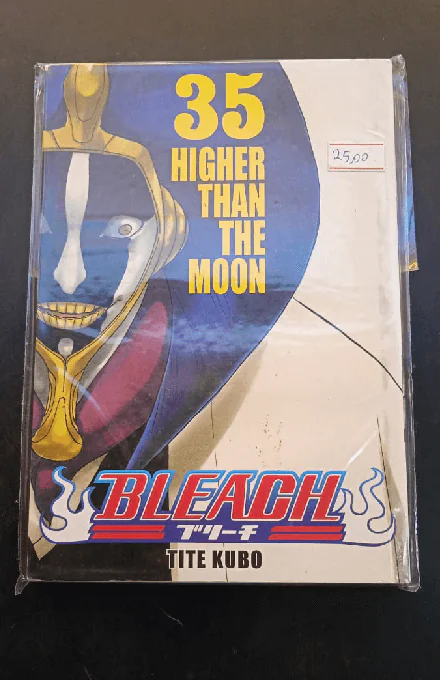 35
HIGHER
THAN
THE
MOON
25,00
BLEACH
ブリーチ
TITE KUBO